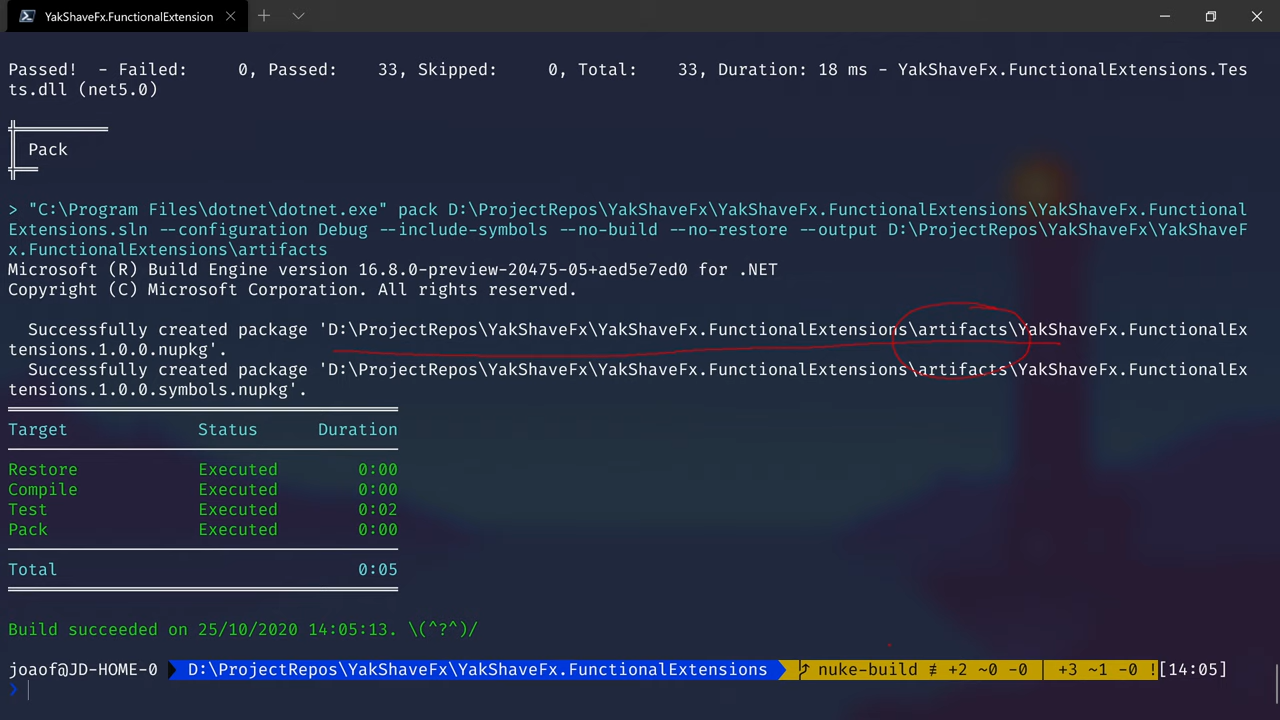 YakShaveFx.FunctionalExtension
Passed!  - Failed:     0, Passed:    33, Skipped:     0, Total:    33, Duration: 18 ms - YakShaveFx.FunctionalExtensions.Tes
ts.dll (net5.0)
Pack
> "C:\Program Files\dotnet\dotnet.exe" pack D:\ProjectRepos\YakShaveFx\YakShaveFx.FunctionalExtensions\YakShaveFx.Functional
Extensions.sln --configuration Debug --include-symbols --no-build --no-restore --output D:\ProjectRepos\YakShaveFx\YakShaveF
x.FunctionalExtensions\artifacts
Microsoft (R) Build Engine version 16.8.0-preview-20475-05+aed5e7ed0 for .NET
Copyright (C) Microsoft Corporation. All rights reserved.
Successfully created package 'D:\ProjectRepos\YakShaveFx\YakShaveFx.FunctionalExtensions\artifacts\YakShaveFx.FunctionalEx
tensions.1.0.0.nupkg'.
Successfully created package 'D:\ProjectRepos\YakShaveFx\YakShaveFx.FunctionalExtensions\artifacts\YakShaveFx.FunctionalEx
tensions.1.0.0.symbols.nupkg'.
Target Status Duration
Restore Executed 0:00
Compile Executed 0:00
Test Executed 0:02
Pack Executed 0:00
Total 0:05
Build succeeded on 25/10/2020 14:05:13. \(^?^)/
joaof@JD-HOME-0 D:\ProjectRepos\YakShaveFx\YakShaveFx.FunctionalExtensions nuke-build ≢ +2 ~0 -0 | +3 ~1 -0 ! [14:05]
❯